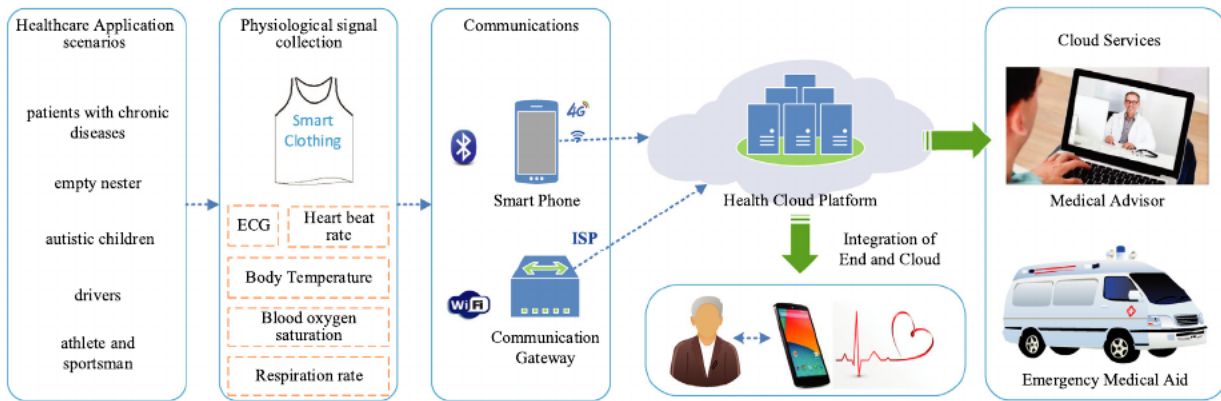 Healthcare Application
scenarios
patients with chronic
diseases
empty nester
autistic children
drivers
athlete and
sportsman
Physiological signal
collection
Smart
Clothing
ECG
Heart beat
rate
Body Temperature
Blood oxygen
saturation
Respiration rate
Communications
4G
Smart Phone
ISP
WiFi
Communication
Gateway
Health Cloud Platform
Integration of
End and Cloud
Cloud Services
Medical Advisor
Emergency Medical Aid